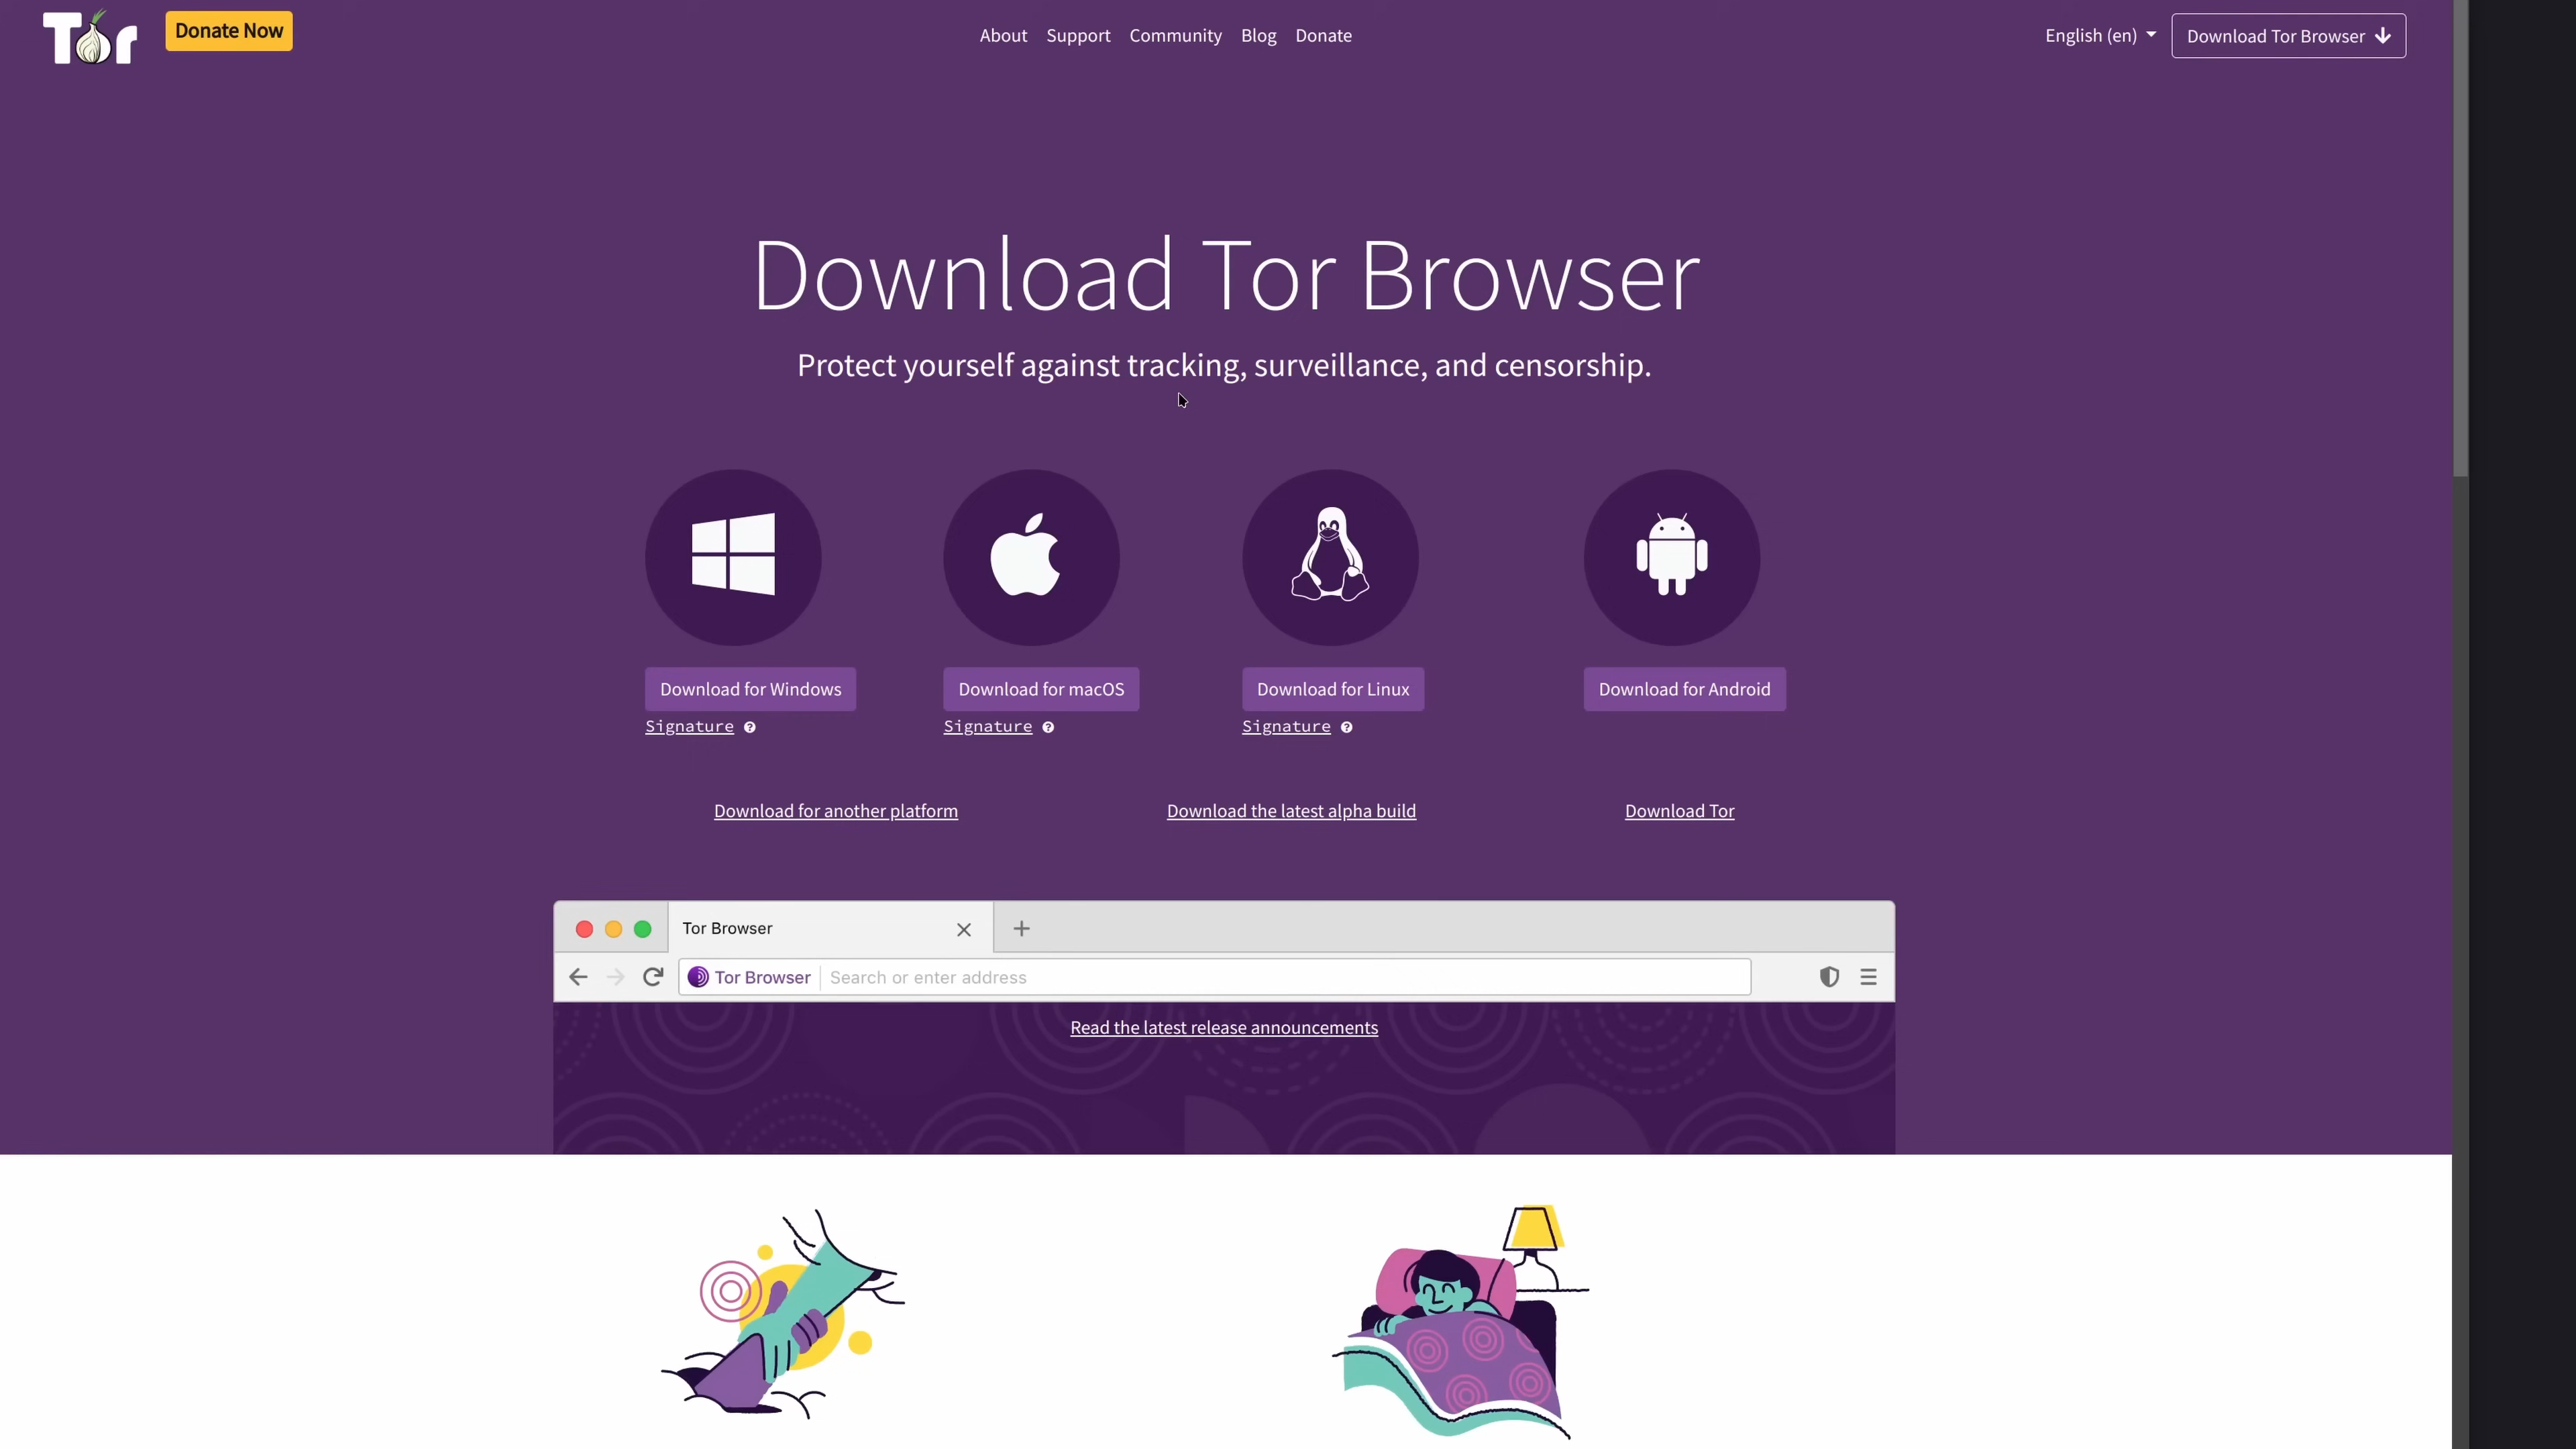 Tor
Donate Now
About Support Community Blog Donate
English (en)
Download Tor Browser
Download Tor Browser
Protect yourself against tracking, surveillance, and censorship.
Download for Windows
Signature
Download for macOS
Signature
Download for Linux
Signature
Download for Android
Download for another platform
Download the latest alpha build
Download Tor
Tor Browser
Tor Browser Search or enter address
Read the latest release announcements